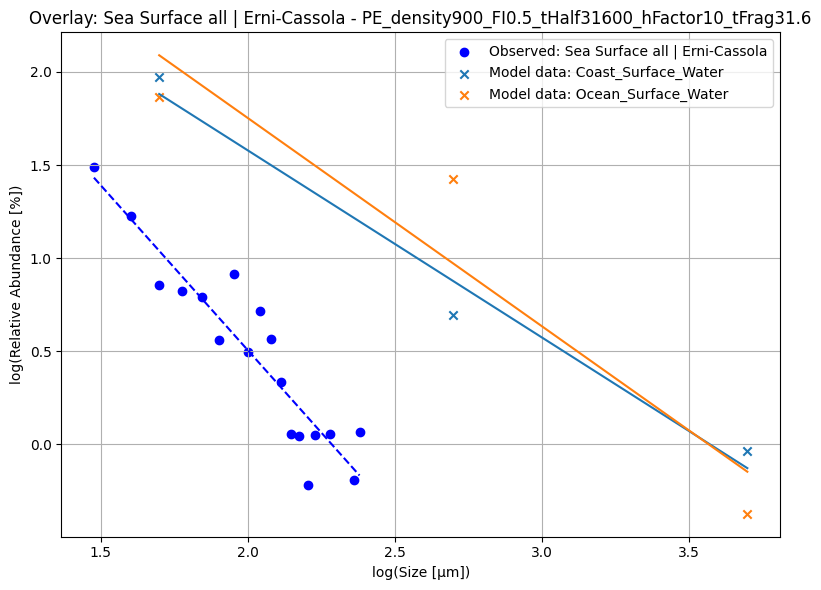 Overlay: Sea Surface all | Erni-Cassola - PE_density900_FI0.5_tHalf31600_hFactor10_tFrag31.6
Observed: Sea Surface all | Erni-Cassola
Model data: Coast_Surface_Water
Model data: Ocean_Surface_Water
log(Relative Abundance [%])
2.0
1.5
1.0
0.5
0.0
1.5
2.0
2.5
3.0
3.5
log(Size [µm])